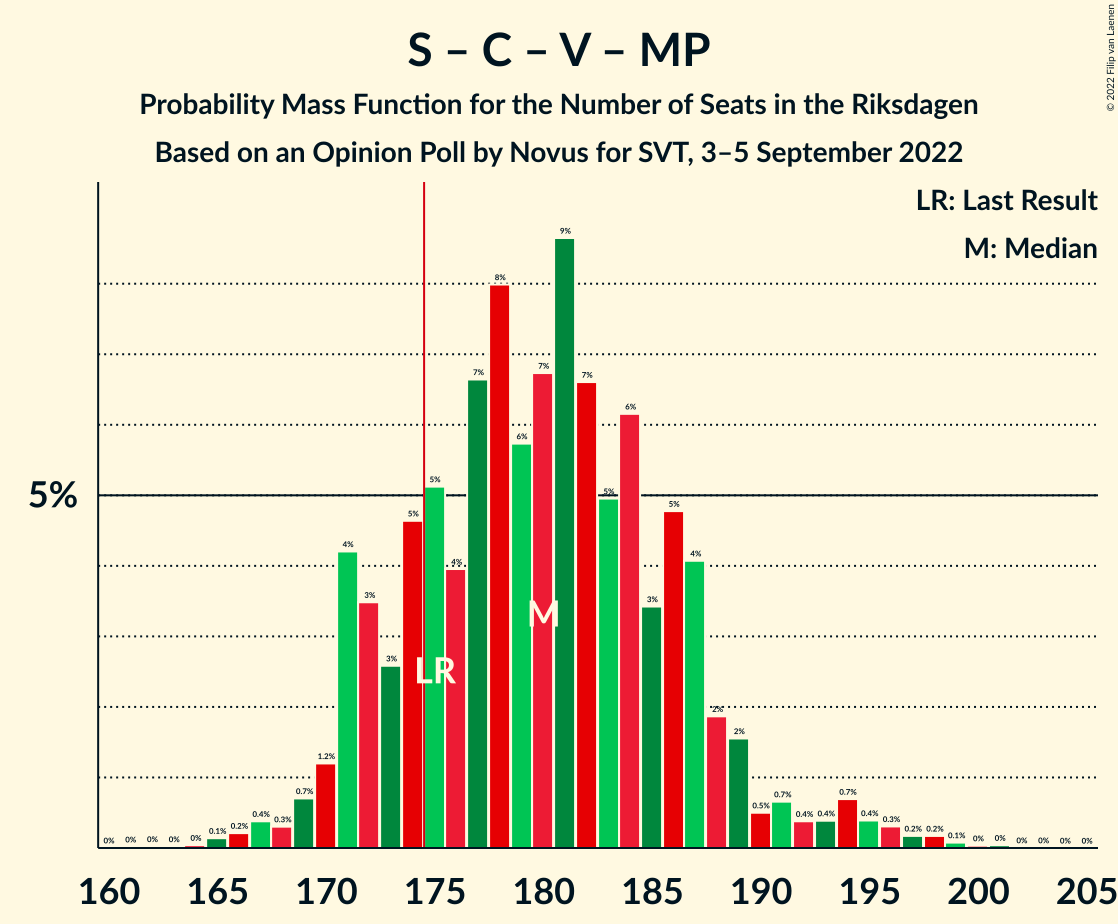 S – C – V – MP
Probability Mass Function for the Number of Seats in the Riksdagen
Based on an Opinion Poll by Novus for SVT, 3–5 September 2022
© 2022 Filip van Laenen
LR: Last Result
M: Median
5%
0% 0% 0% 0% 0% 0.1% 0.2% 0.4% 0.3% 0.7% 1.2% 4% 3% 3% 5% 5% 4% 7% 8% 6% 7% 9% 7% 5% 6% 3% 5% 4% 2% 2% 0.5% 0.7% 0.4% 0.4% 0.7% 0.4% 0.3% 0.2% 0.2% 0.1% 0% 0% 0% 0% 0% 0%
M
LR
160 165 170 175 180 185 190 195 200 205